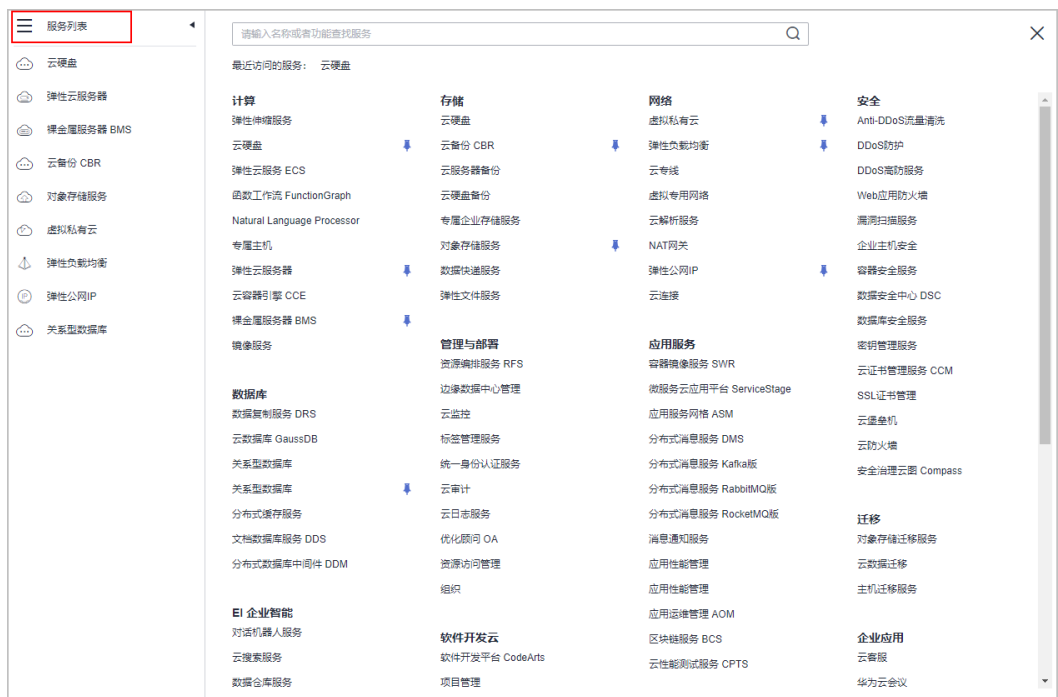 服务列表
云硬盘
弹性云服务器
裸金属服务器 BMS
云备份 CBR
对象存储服务
虚拟私有云
弹性负载均衡
弹性公网IP
关系型数据库
请输入名称或者功能查找服务
最近访问的服务： 云硬盘
计算
弹性伸缩服务
云硬盘
弹性云服务 ECS
函数工作流 FunctionGraph
Natural Language Processor
专属主机
弹性云服务器
云容器引擎 CCE
裸金属服务器 BMS
镜像服务
数据库
数据复制服务 DRS
云数据库 GaussDB
关系型数据库
关系型数据库
分布式缓存服务
文档数据库服务 DDS
分布式数据库中间件 DDM
EI 企业智能
对话机器人服务
云搜索服务
数据仓库服务
存储
云硬盘
云备份 CBR
云服务器备份
云硬盘备份
专属企业存储服务
对象存储服务
数据快递服务
弹性文件服务
管理与部署
资源编排服务 RFS
边缘数据中心管理
云监控
标签管理服务
统一身份认证服务
云审计
云日志服务
优化顾问 OA
资源访问管理
组织
软件开发云
软件开发平台 CodeArts
项目管理
网络
虚拟私有云
弹性负载均衡
云专线
虚拟专用网络
云解析服务
NAT网关
弹性公网IP
云连接
应用服务
容器镜像服务 SWR
微服务云应用平台 ServiceStage
应用服务网格 ASM
分布式消息服务 DMS
分布式消息服务 Kafka版
分布式消息服务 RabbitMQ版
分布式消息服务 RocketMQ版
消息通知服务
应用性能管理
应用性能管理
应用运维管理 AOM
区块链服务 BCS
云性能测试服务 CPTS
安全
Anti-DDoS流量清洗
DDoS防护
DDoS高防服务
Web应用防火墙
漏洞扫描服务
企业主机安全
容器安全服务
数据安全中心 DSC
数据库安全服务
密钥管理服务
云证书管理服务 CCM
SSL证书管理
云堡垒机
云防火墙
安全治理云图 Compass
迁移
对象存储迁移服务
云数据迁移
主机迁移服务
企业应用
云客服
华为云会议